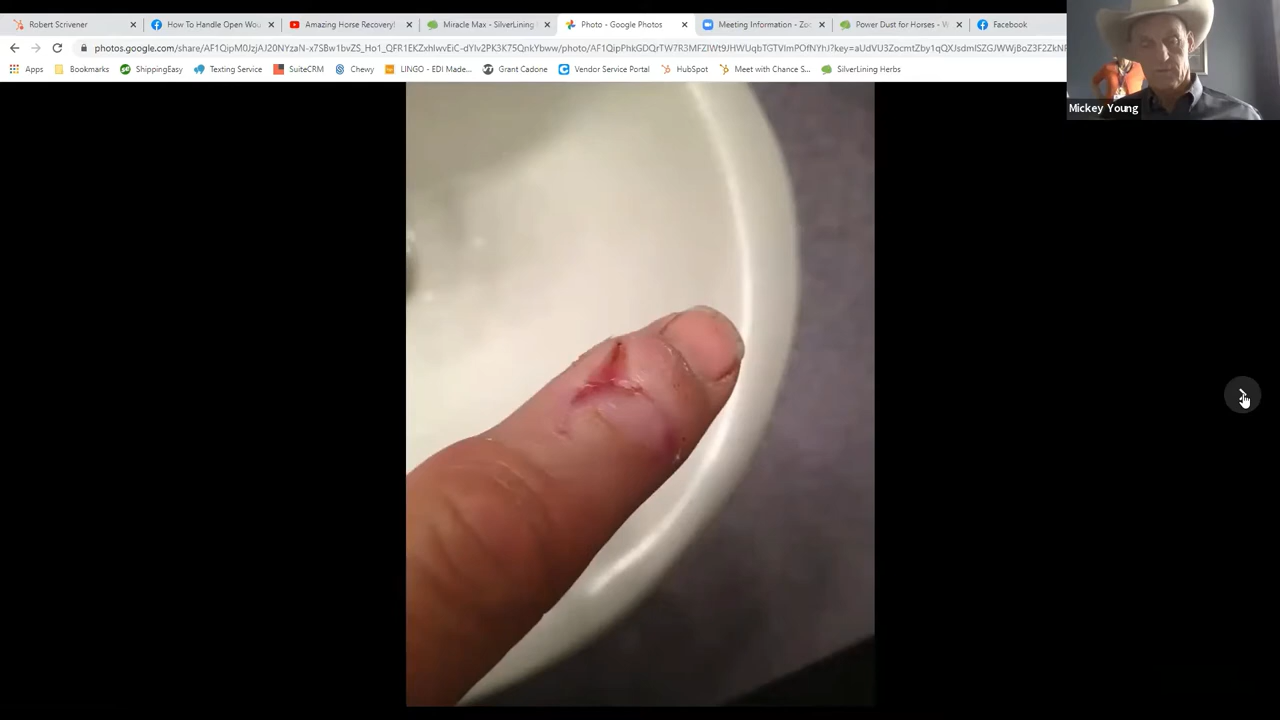 Robert Scrivener
How To Handle Open Wou
Amazing Horse Recovery!
Miracle Max - SilverLining
Photo - Google Photos
Meeting Information - Zoo
Power Dust for Horses - W
Facebook
Apps
Bookmarks
ShippingEasy
Texting Service
SuiteCRM
Chewy
LINGO - EDI Made...
Grant Cadone
Vendor Service Portal
HubSpot
Meet with Chance S...
SilverLining Herbs
Mickey Young